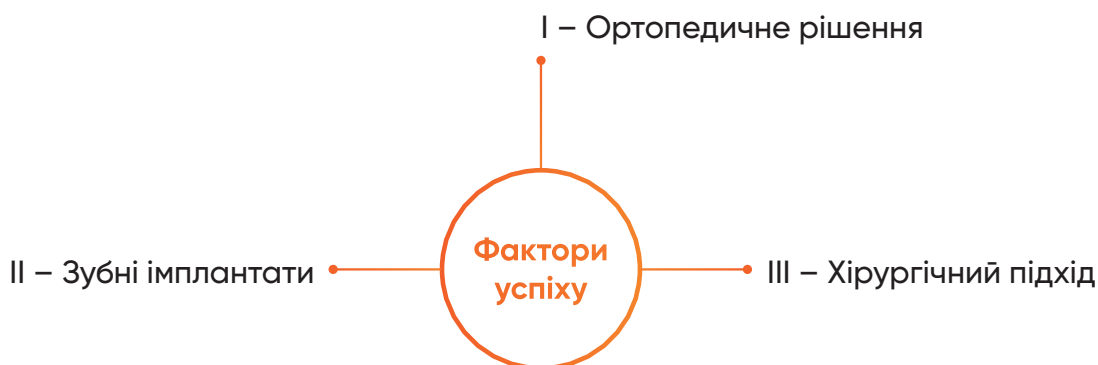 I – Ортопедичне рішення
II – Зубні імплантати
Фактори
успіху
III – Хірургічний підхід